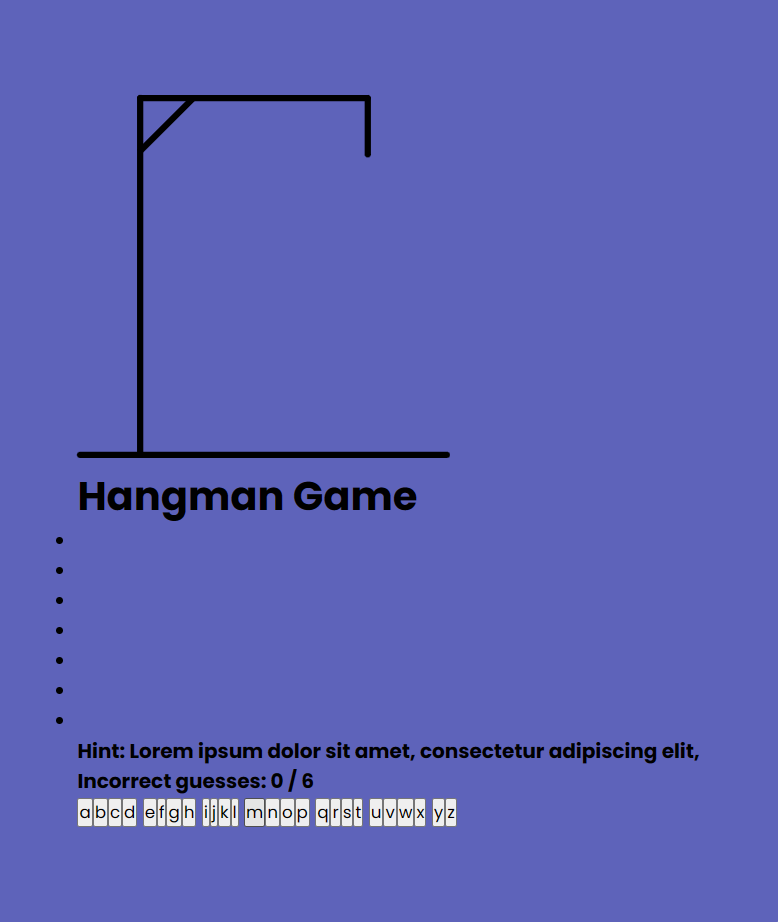 Hangman Game
Hint: Lorem ipsum dolor sit amet, consectetur adipiscing elit,
Incorrect guesses: 0 / 6
a b c d e f g h i j k l m n o p q r s t u v w x y z